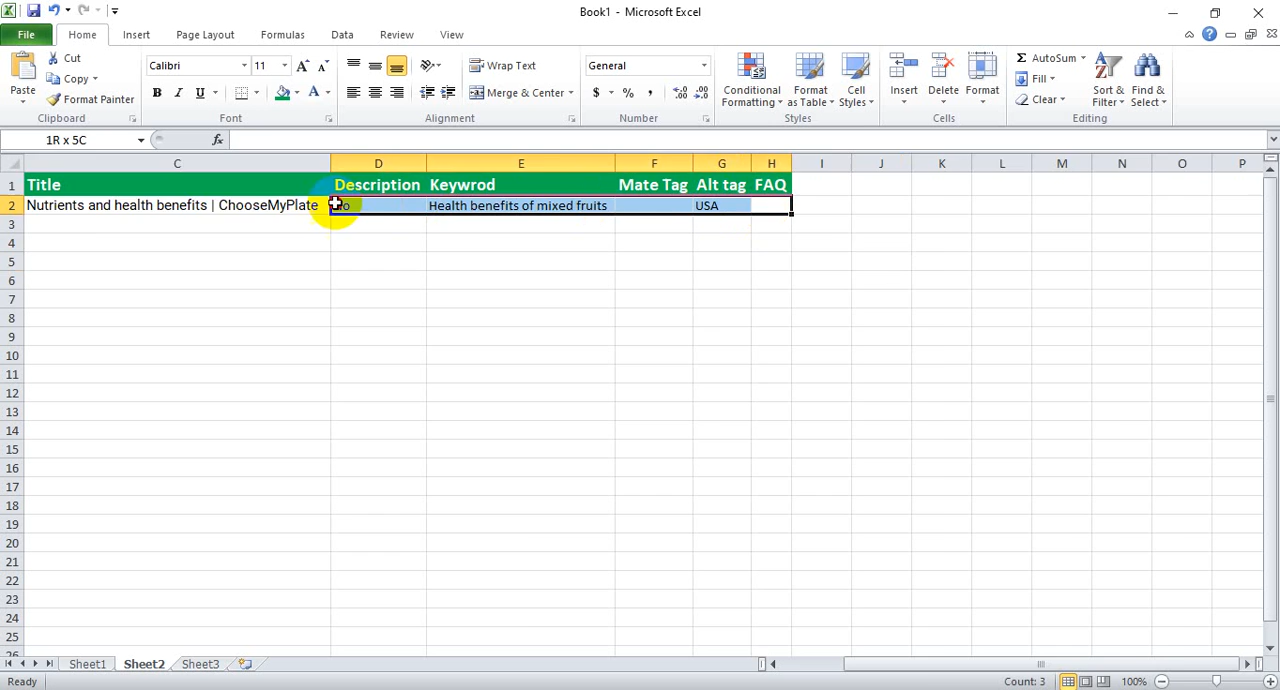 Book1 - Microsoft Excel
File Home Insert Page Layout Formulas Data Review View
Paste
Cut
Copy
Format Painter
Clipboard
Calibri 11
A A
B I U A
Font
Wrap Text
Merge & Center
Alignment
General
$ % , .00 .0
Number
Conditional Formatting
Format as Table
Cell Styles
Styles
Insert
Delete
Format
Cells
Σ AutoSum
Fill
Clear
Sort & Filter
Find & Select
Editing
1R x 5C fx
C D E F G H I J K L M N O P
1 Title Description Keywrod Mate Tag Alt tag FAQ
2 Nutrients and health benefits | ChooseMyPlate Health benefits of mixed fruits USA
3
4
5
6
7
8
9
10
11
12
13
14
15
16
17
18
19
20
21
22
23
24
25
26
Sheet1 Sheet2 Sheet3
Ready Count: 3 100%